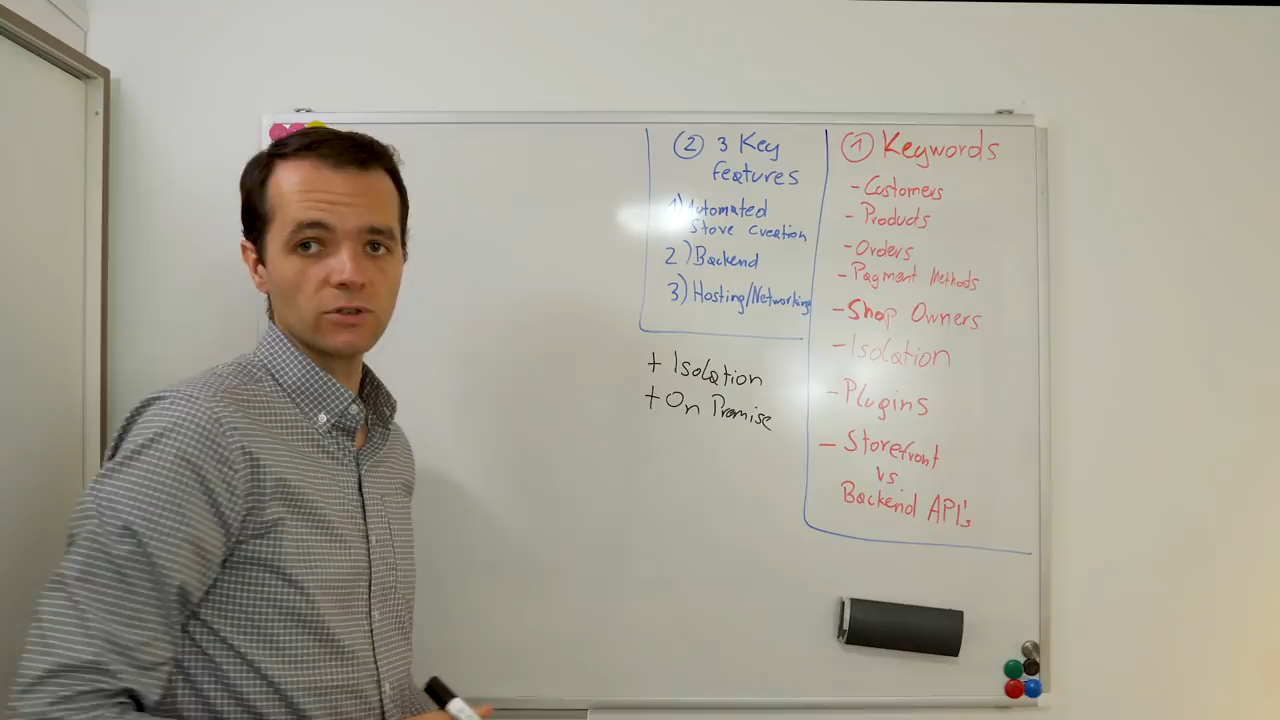 ② 3 Key
features
1) Automated
Store Creation
2) Backend
3) Hosting/Networking
+ Isolation
+ On Promise
① Keywords
- Customers
- Products
- Orders
- Payment Methods
- Shop Owners
- Isolation
- Plugins
- Storefront
vs
Backend API's